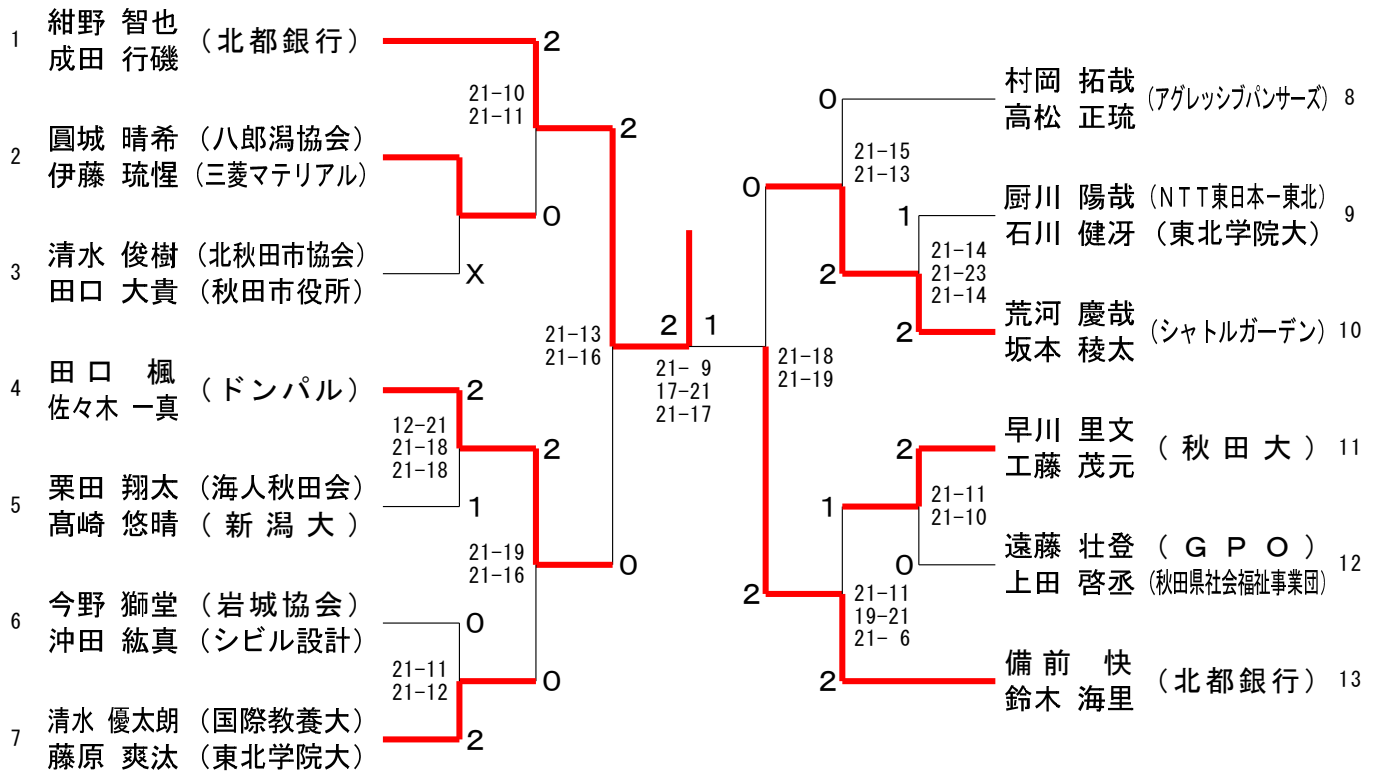 1 紺野 智也 (北都銀行)
成田 行磯
2
21-10
21-11
2 圓城 晴希 (八郎潟協会)
伊藤 琉惺 (三菱マテリアル)
2
0
3 清水 俊樹 (北秋田市協会)
田口 大貴 (秋田市役所)
X
21-13
21-16
4 田口 楓 (ドンパル)
佐々木 一真
2
12-21
21-18
21-18
2
5 栗田 翔太 (海人秋田会)
髙崎 悠晴 (新潟大)
1
21-19
21-16
0
6 今野 獅堂 (岩城協会)
沖田 紘真 (シビル設計)
0
21-11
21-12
0
7 清水 優太朗 (国際教養大)
藤原 爽汰 (東北学院大)
2
2 1
21- 9
17-21
21-17
村岡 拓哉 (アグレッシブパンサーズ) 8
高松 正琉
0
21-15
21-13
0
厨川 陽哉 (NTT東日本-東北) 9
石川 健冴 (東北学院大)
1
21-14
21-23
21-14
2
荒河 慶哉 (シャトルガーデン) 10
坂本 稜太
2
21-18
21-19
早川 里文 (秋田大) 11
工藤 茂元
2
21-11
21-10
1
遠藤 壮登 (GPO) 12
上田 啓丞 (秋田県社会福祉事業団)
0
2
21-11
19-21
21- 6
備前 快 (北都銀行) 13
鈴木 海里
2